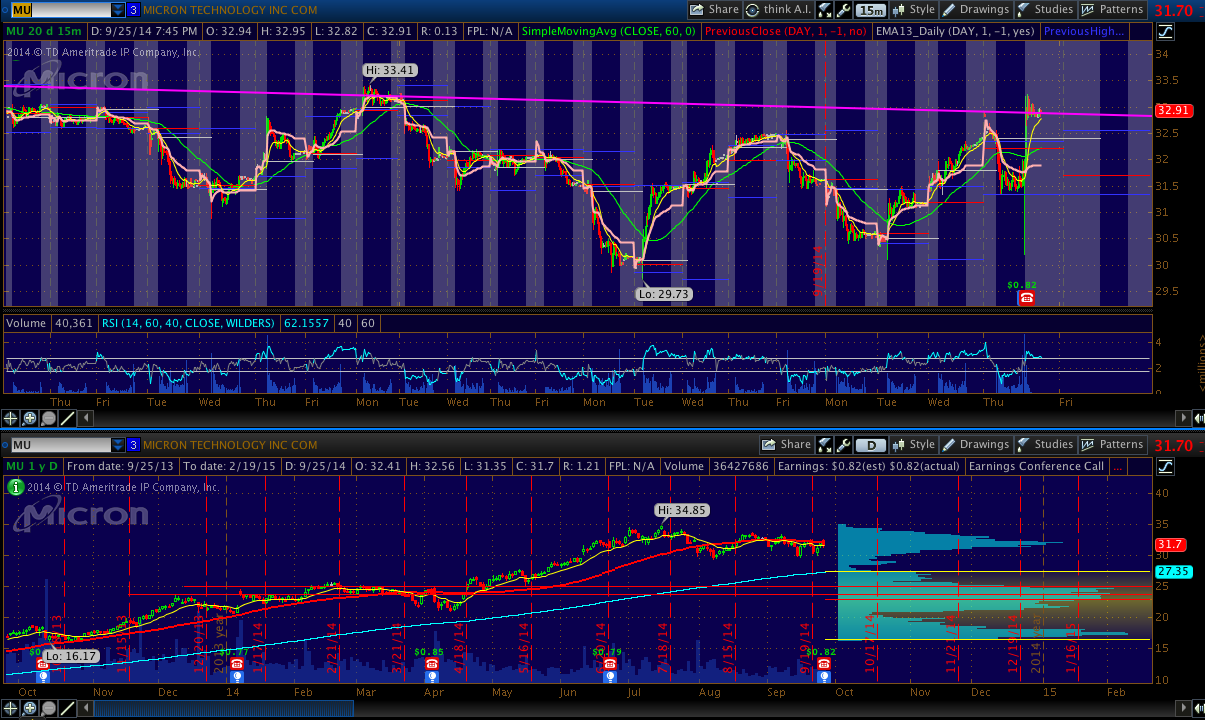 MU 3 MICRON TECHNOLOGY INC COM Share think A.I. 15m Style Drawings Studies Patterns 31.70
MU 20 d 15m D: 9/25/14 7:45 PM O: 32.94 H: 32.95 L: 32.82 C: 32.91 R: 0.13 FPL: N/A SimpleMovingAvg (CLOSE, 60, 0) PreviousClose (DAY, 1, -1, no) EMA13_Daily (DAY, 1, -1, yes) PreviousHigh...
2014 © TD Ameritrade IP Company, Inc.
Micron
34
33.5
Hi: 33.41
32.91
32.5
32
31.5
31
30.5
30
29.5
Lo: 29.73
9/19/14
$0.82
Volume 40,361 RSI (14, 60, 40, CLOSE, WILDERS) 62.1557 40 60
4
2
0
<millions>
Thu Fri Tue Wed Thu Fri Mon Tue Wed Thu Fri Mon Tue Wed Thu Fri Mon Tue Wed Thu Fri
MU 3 MICRON TECHNOLOGY INC COM Share D Style Drawings Studies Patterns 31.70
MU 1 y D From date: 9/25/13 To date: 2/19/15 D: 9/25/14 O: 32.41 H: 32.56 L: 31.35 C: 31.7 R: 1.21 FPL: N/A Volume 36427686 Earnings: $0.82(est) $0.82(actual) Earnings Conference Call ...
2014 © TD Ameritrade IP Company, Inc.
Micron
Hi: 34.85
40
35
31.7
30
27.35
25
20
15
10
Lo: 16.17
2013 year
1/17/14
2/21/14
3/21/14
4/18/14
5/16/14
6/20/14
7/18/14
8/15/14
9/19/14
10/17/14
11/21/14
12/19/14
2014 year
1/16/15
$0.85
$0.79
$0.82
Oct Nov Dec 14 Feb Mar Apr May Jun Jul Aug Sep Oct Nov Dec 15 Feb